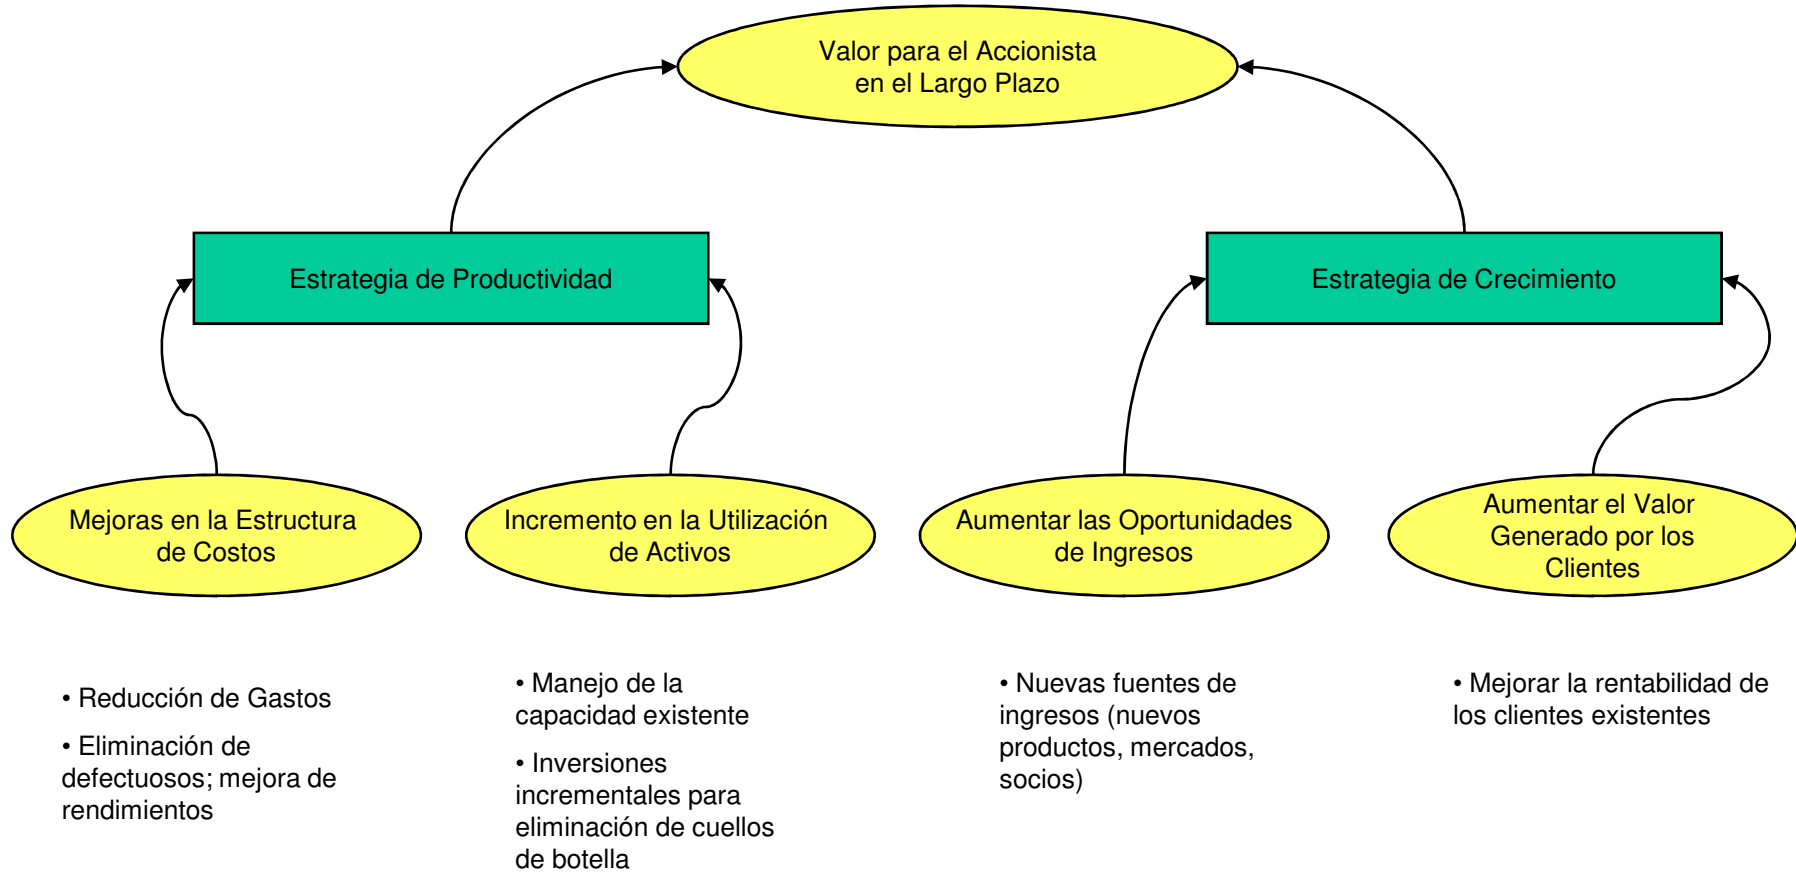 Valor para el Accionista
en el Largo Plazo
Estrategia de Productividad
Estrategia de Crecimiento
Mejoras en la Estructura
de Costos
Incremento en la Utilización
de Activos
Aumentar las Oportunidades
de Ingresos
Aumentar el Valor
Generado por los
Clientes
• Reducción de Gastos
• Eliminación de
defectuosos; mejora de
rendimientos
• Manejo de la
capacidad existente
• Inversiones
incrementales para
eliminación de cuellos
de botella
• Nuevas fuentes de
ingresos (nuevos
productos, mercados,
socios)
• Mejorar la rentabilidad de
los clientes existentes